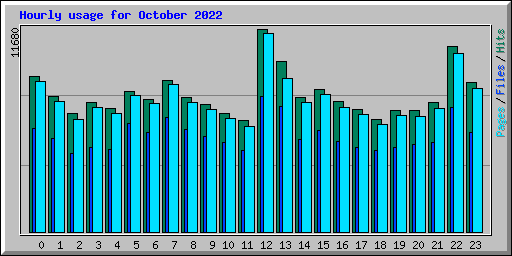 Hourly usage for October 2022
11680
Pages/Files/Hits
0 1 2 3 4 5 6 7 8 9 10 11 12 13 14 15 16 17 18 19 20 21 22 23